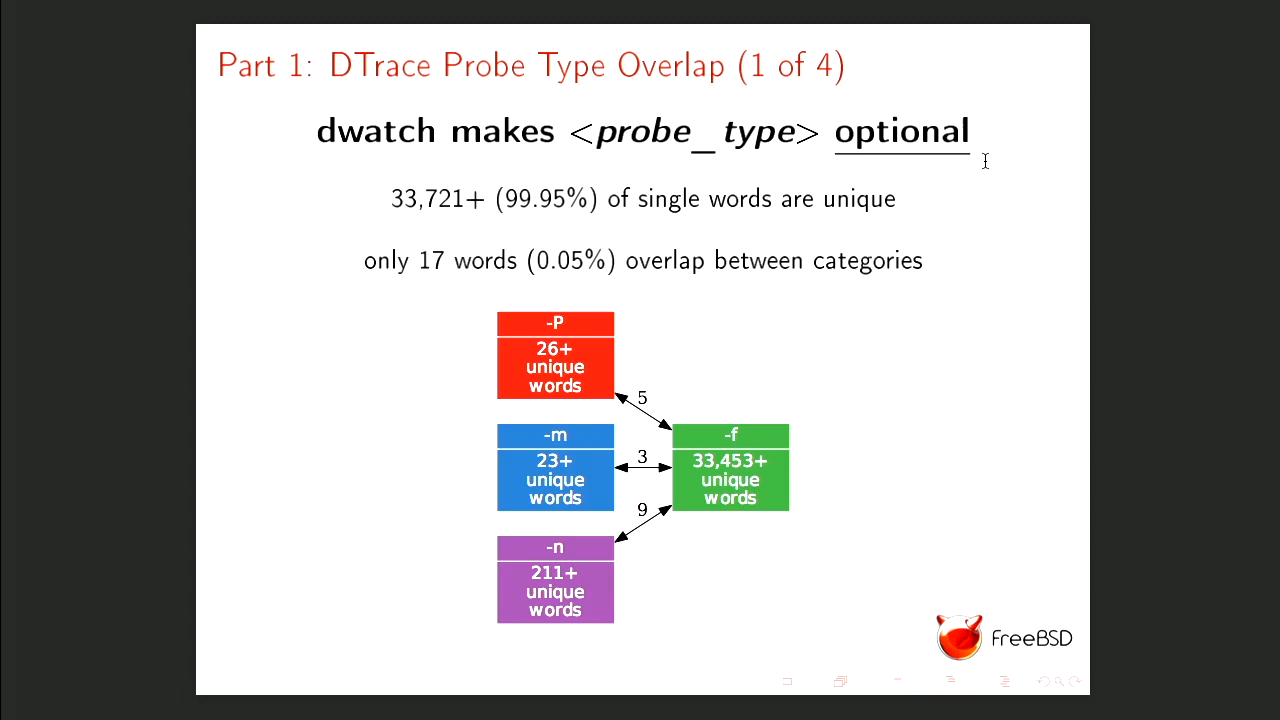 Part 1: DTrace Probe Type Overlap (1 of 4)
dwatch makes <probe_type> optional
33,721+ (99.95%) of single words are unique
only 17 words (0.05%) overlap between categories
-P
26+
unique
words
5
-m
23+
unique
words
3
-f
33,453+
unique
words
9
-n
211+
unique
words
FreeBSD